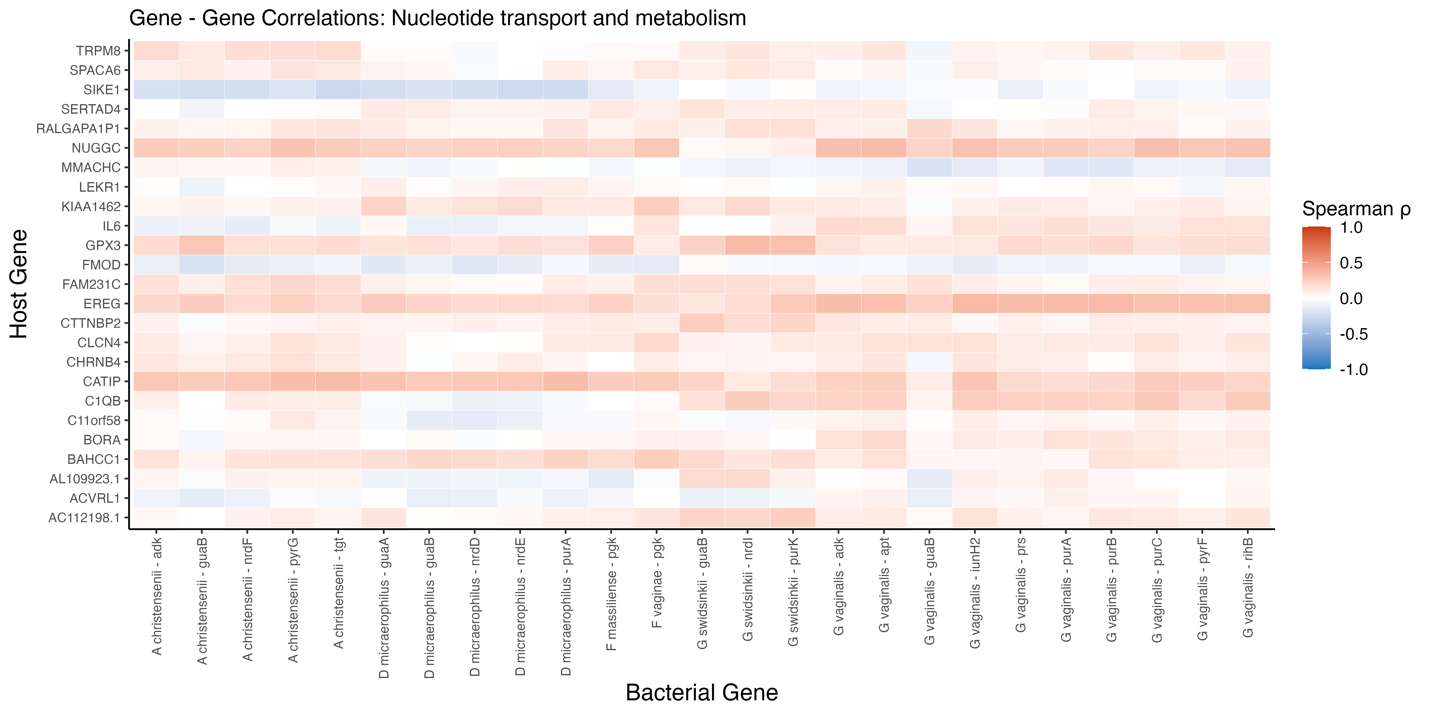 Gene - Gene Correlations: Nucleotide transport and metabolism
Host Gene
TRPM8
SPACA6
SIKE1
SERTAD4
RALGAPA1P1
NUGGC
MMACHC
LEKR1
KIAA1462
IL6
GPX3
FMOD
FAM231C
EREG
CTTNBP2
CLCN4
CHRNB4
CATIP
C1QB
C11orf58
BORA
BAHCC1
AL109923.1
ACVRL1
AC112198.1
A christensenii - adk
A christensenii - guaB
A christensenii - nrdF
A christensenii - pyrG
A christensenii - tgt
D micraerophilus - guaA
D micraerophilus - guaB
D micraerophilus - nrdD
D micraerophilus - nrdE
D micraerophilus - purA
F massiliense - pgk
F vaginae - pgk
G swidsinkii - guaB
G swidsinkii - nrdI
G swidsinkii - purK
G vaginalis - adk
G vaginalis - apt
G vaginalis - guaB
G vaginalis - iunH2
G vaginalis - prs
G vaginalis - purA
G vaginalis - purB
G vaginalis - purC
G vaginalis - pyrF
G vaginalis - rihB
Bacterial Gene
Spearman ρ
1.0
0.5
0.0
-0.5
-1.0